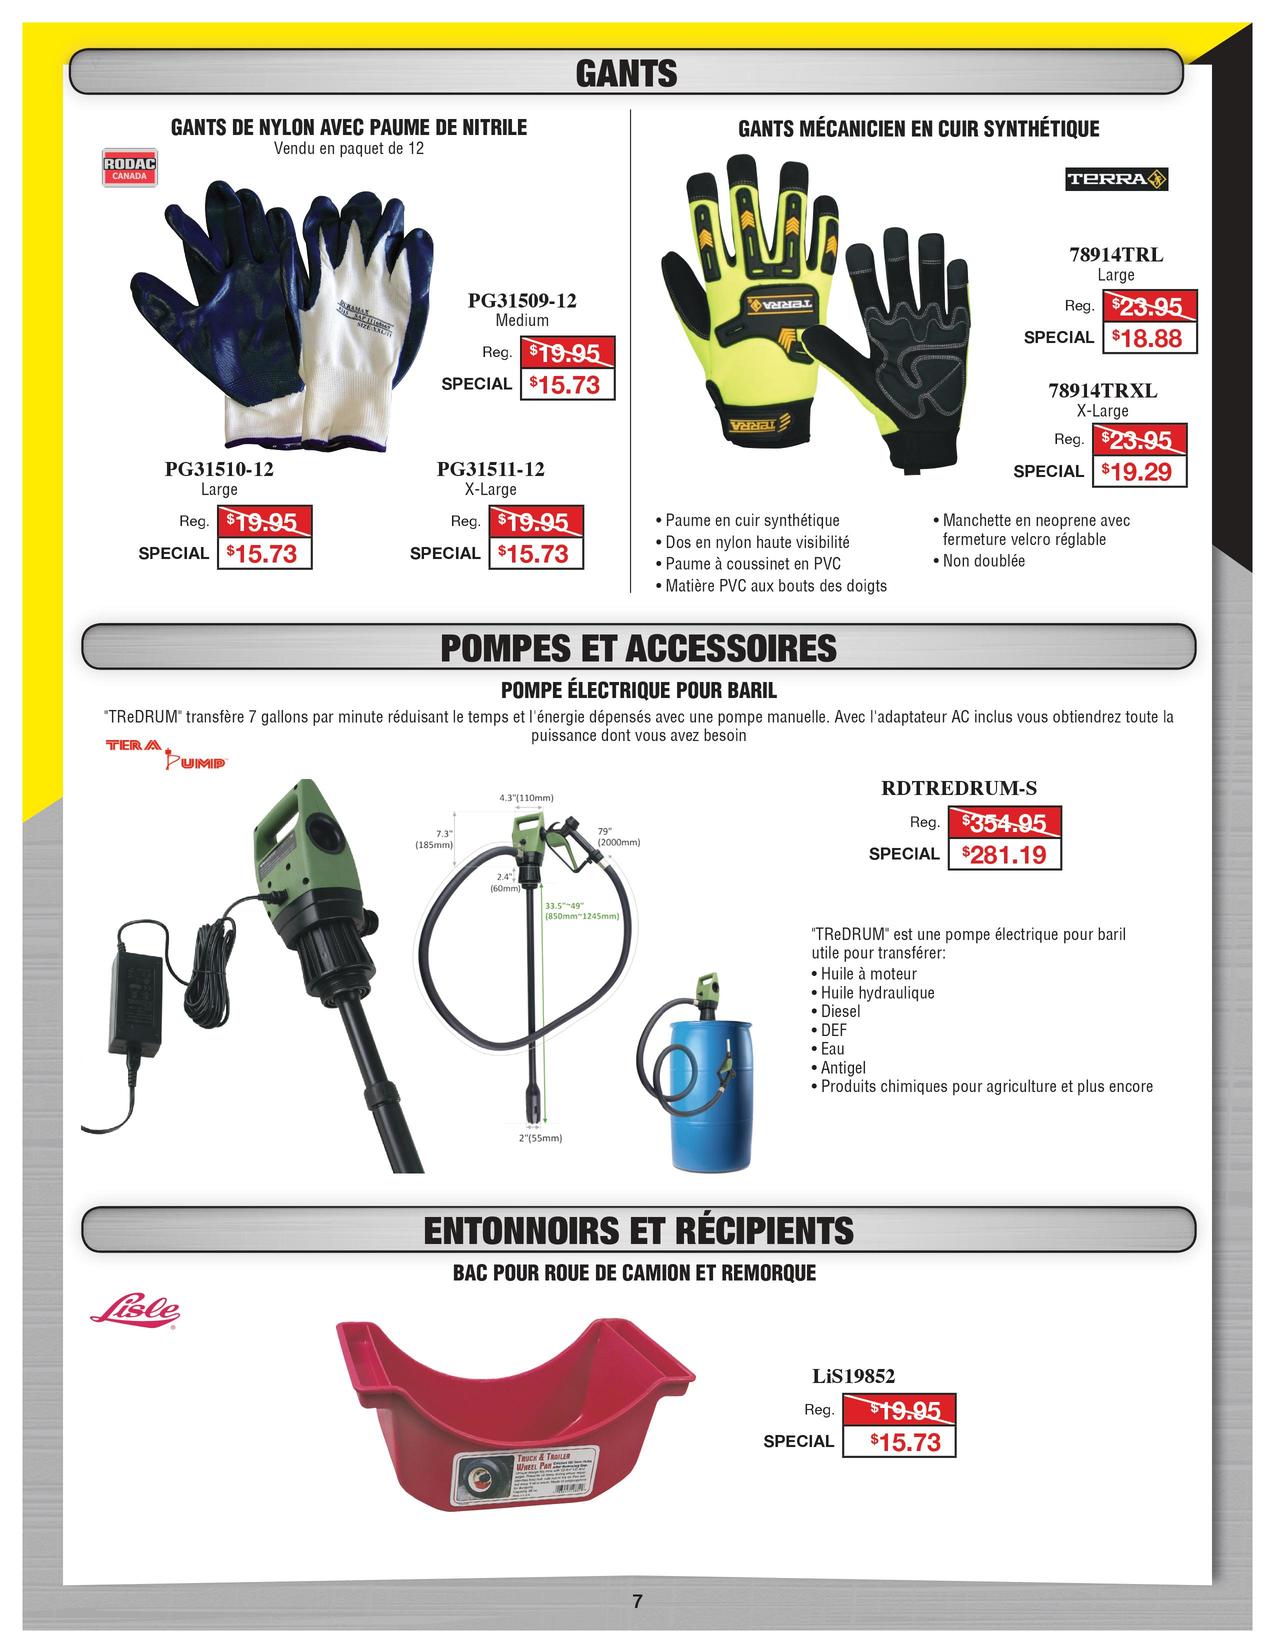 GANTS
GANTS DE NYLON AVEC PAUME DE NITRILE
Vendu en paquet de 12
RODAC
CANADA
PG31509-12
Medium
Reg. $19.95
SPECIAL $15.73
PG31510-12
Large
Reg. $19.95
SPECIAL $15.73
PG31511-12
X-Large
Reg. $19.95
SPECIAL $15.73
GANTS MÉCANICIEN EN CUIR SYNTHÉTIQUE
TERRA
TERRA
TERRA
78914TRL
Large
Reg. $23.95
SPECIAL $18.88
78914TRXL
X-Large
Reg. $23.95
SPECIAL $19.29
• Paume en cuir synthétique
• Dos en nylon haute visibilité
• Paume à coussinet en PVC
• Matière PVC aux bouts des doigts
• Manchette en neoprene avec
fermeture velcro réglable
• Non doublée
POMPES ET ACCESSOIRES
POMPE ÉLECTRIQUE POUR BARIL
"TReDRUM" transfère 7 gallons par minute réduisant le temps et l'énergie dépensés avec une pompe manuelle. Avec l'adaptateur AC inclus vous obtiendrez toute la
puissance dont vous avez besoin
TERA
PUMP
4.3"(110mm)
7.3"
(185mm)
79"
(2000mm)
2.4"
(60mm)
33.5"~49"
(850mm~1245mm)
2"(55mm)
RDTREDRUM-S
Reg. $354.95
SPECIAL $281.19
"TReDRUM" est une pompe électrique pour baril
utile pour transférer:
• Huile à moteur
• Huile hydraulique
• Diesel
• DEF
• Eau
• Antigel
• Produits chimiques pour agriculture et plus encore
ENTONNOIRS ET RÉCIPIENTS
BAC POUR ROUE DE CAMION ET REMORQUE
Lisle
TRUCK & TRAILER
WHEEL PAN
LiS19852
Reg. $19.95
SPECIAL $15.73
7